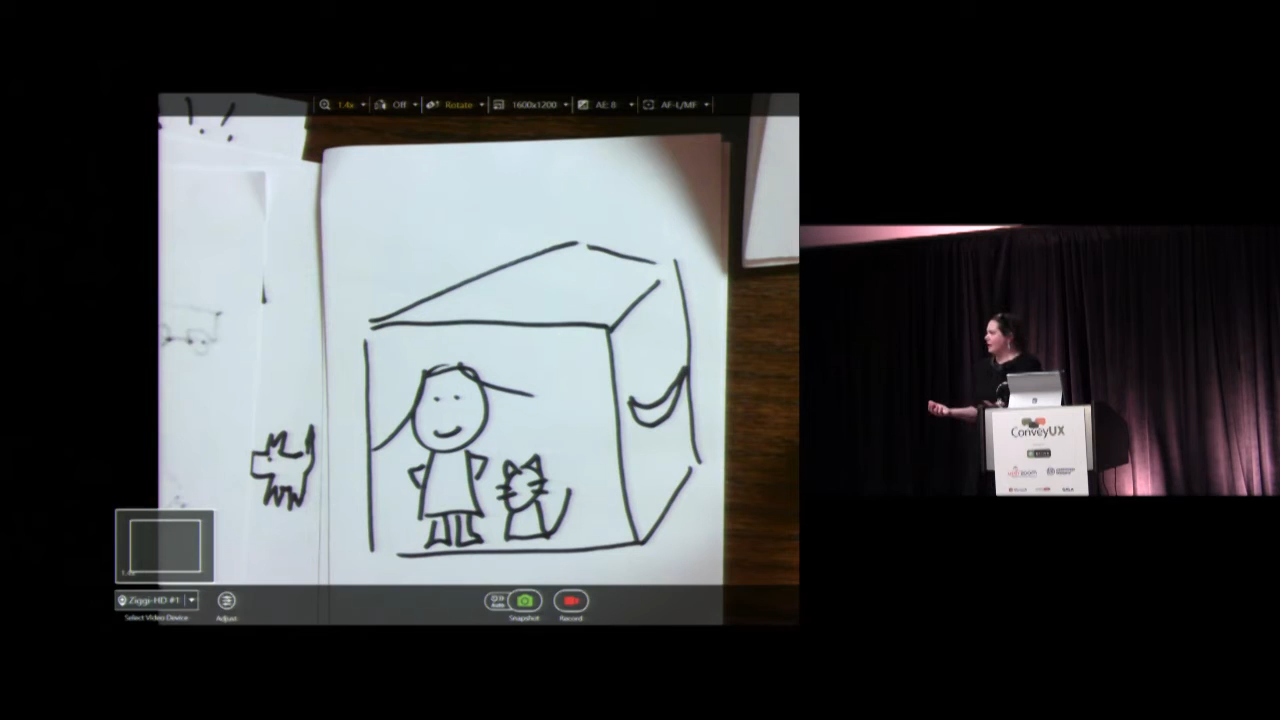 1.4x Off Rotate 1600x1200 AE: 8 AF-L/MF
!!
ConveyUX
Ziggi-HD #1
Select Video Device
Adjust
Auto
Snapshot
Record